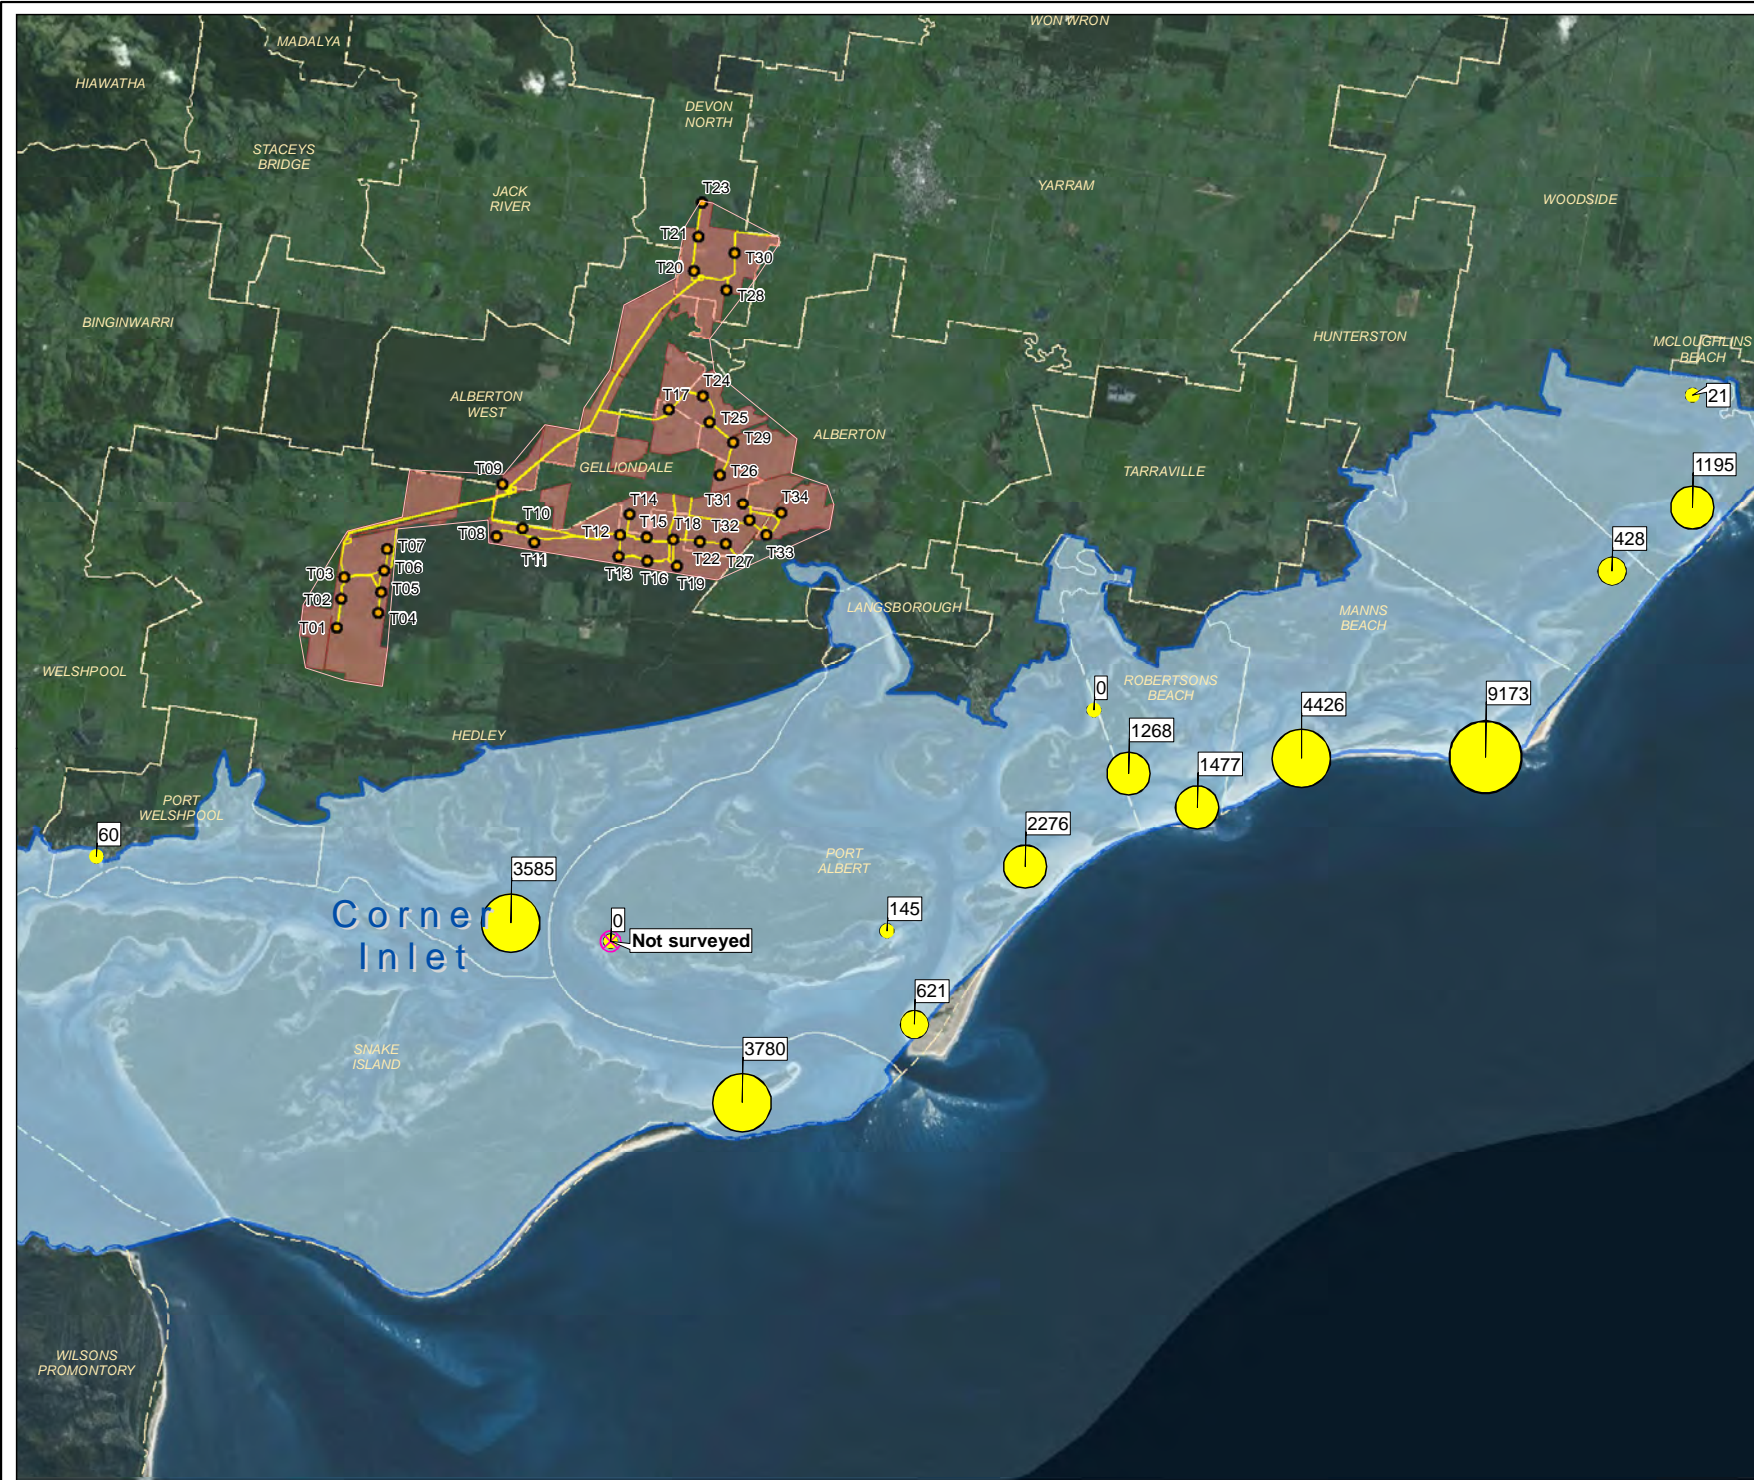 WON WRON
MADALYA
HIAWATHA
DEVON
NORTH
STACEYS
BRIDGE
JACK
RIVER
YARRAM
WOODSIDE
T23
T21
T30
T20
T28
BINGINWARRI
HUNTERSTON
MCLOUGHLINS
BEACH
21
ALBERTON
WEST
T24
T17
T25
T29
ALBERTON
GELLIONDALE
T26
TARRAVILLE
1195
T09
T14
T31
T34
T10
T15
T18
T32
T08
T11
T12
T22
T27
T33
T13
T16
T19
428
T07
T06
T03
T05
T02
T04
T01
LANGSBOROUGH
MANNS
BEACH
WELSHPOOL
ROBERTSONS
BEACH
0
4426
9173
HEDLEY
1268
1477
PORT
WELSHPOOL
60
2276
PORT
ALBERT
3585
Corner
Inlet
0
Not surveyed
145
621
SNAKE
ISLAND
3780
WILSONS
PROMONTORY